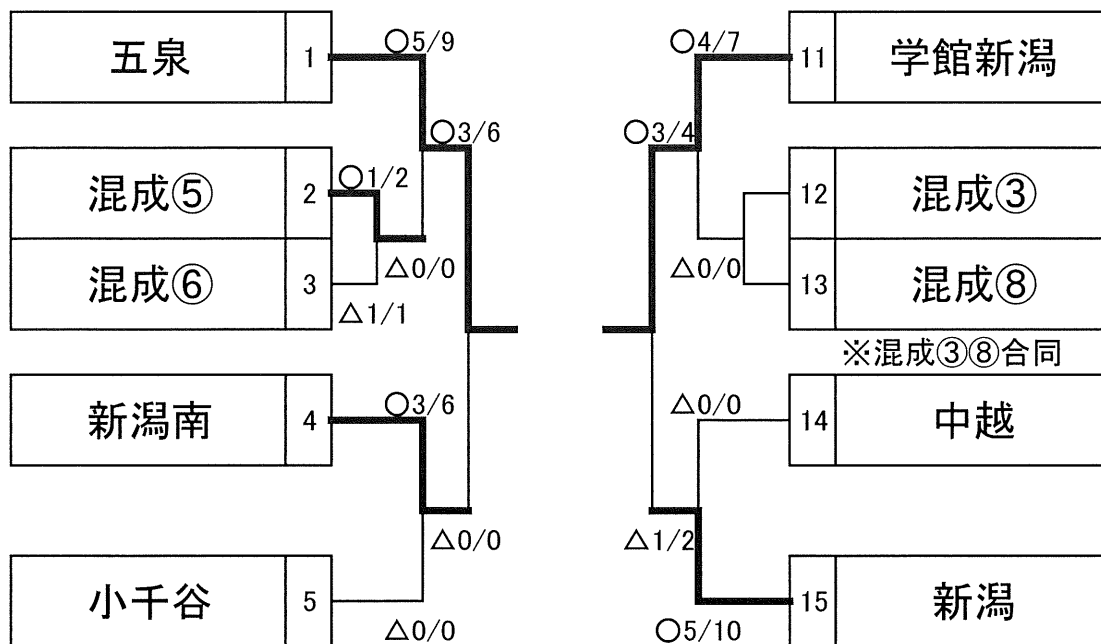 五泉 1 ○5/9 ○4/7 11 学館新潟
○3/6 ○3/4
混成⑤ 2 ○1/2 12 混成③
混成⑥ 3 △0/0 △0/0 13 混成⑧
△1/1
※混成③⑧合同
新潟南 4 ○3/6 △0/0 14 中越
△0/0 △1/2
小千谷 5 15 新潟
△0/0 ○5/10